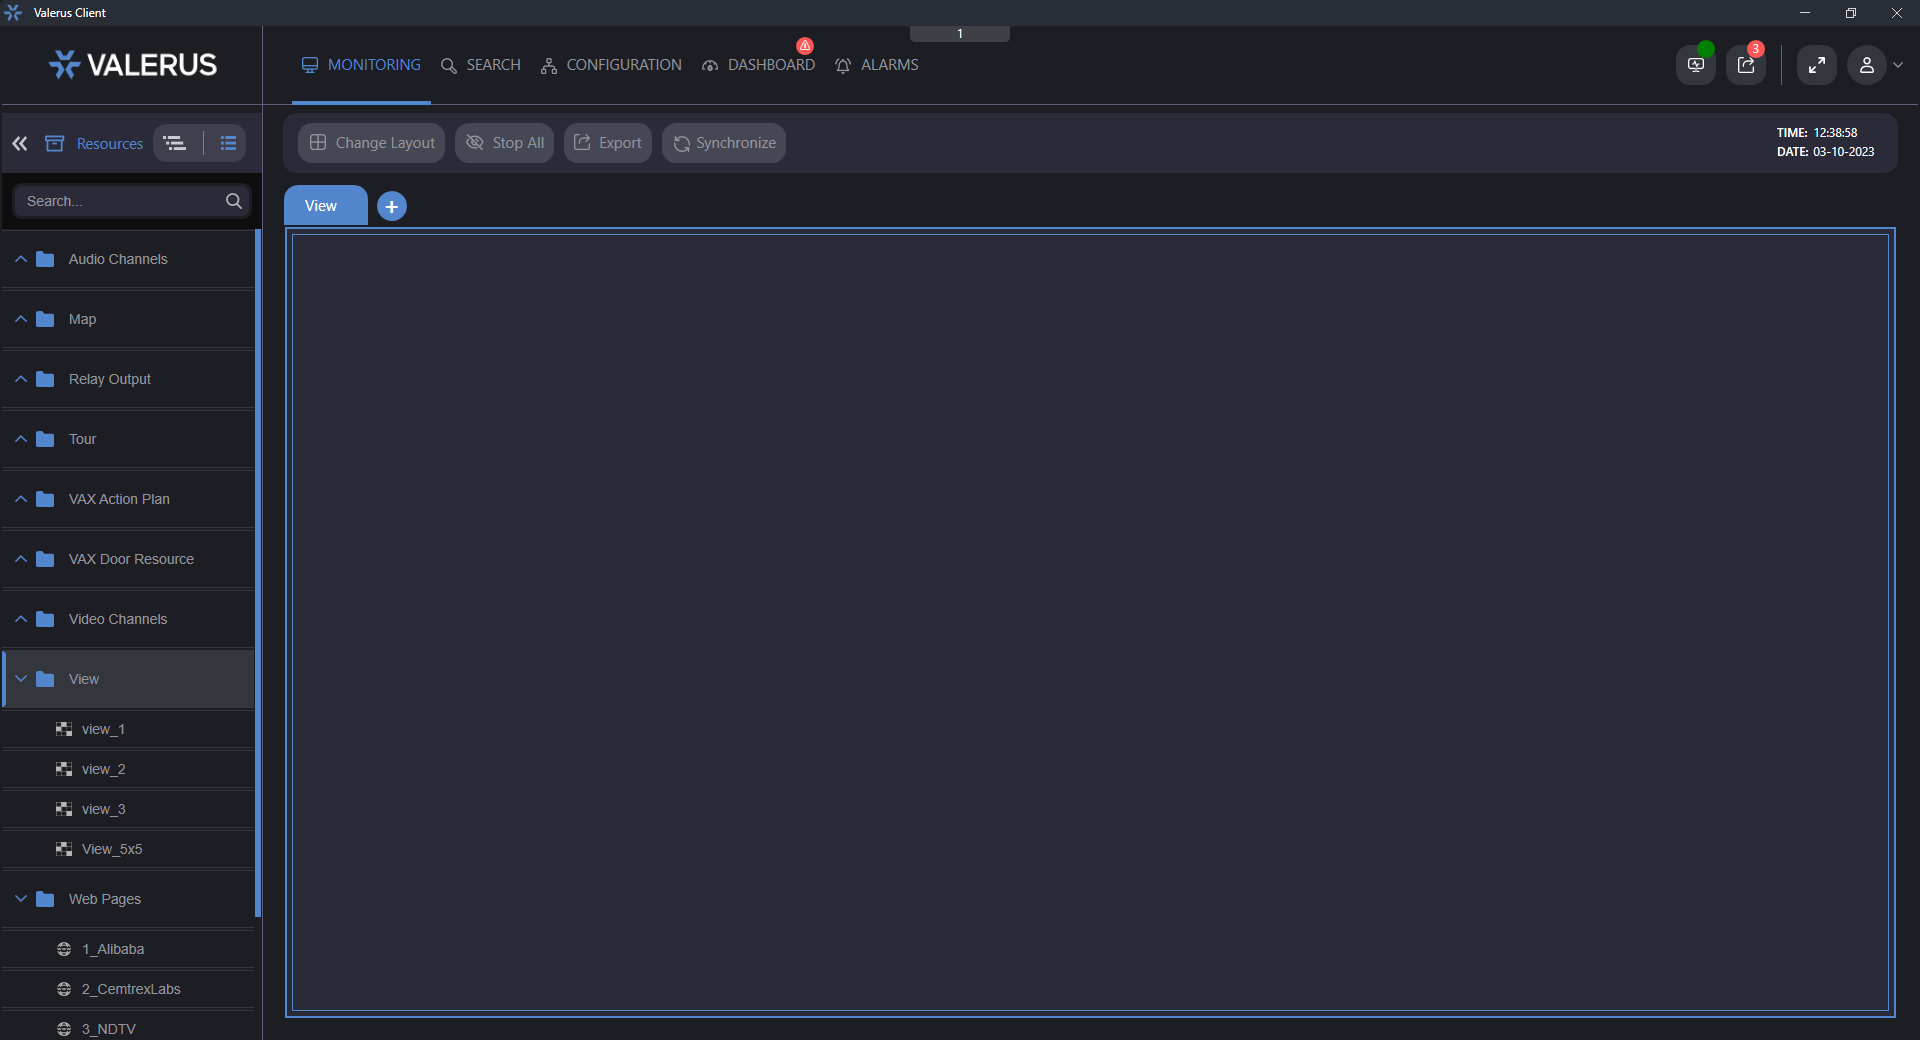 Valerus Client
1
VALERUS
MONITORING
SEARCH
CONFIGURATION
DASHBOARD
ALARMS
3
Resources
Change Layout
Stop All
Export
Synchronize
TIME: 12:38:58
DATE: 03-10-2023
Search...
View
Audio Channels
Map
Relay Output
Tour
VAX Action Plan
VAX Door Resource
Video Channels
View
view_1
view_2
view_3
View_5x5
Web Pages
1_Alibaba
2_CemtrexLabs
3_NDTV